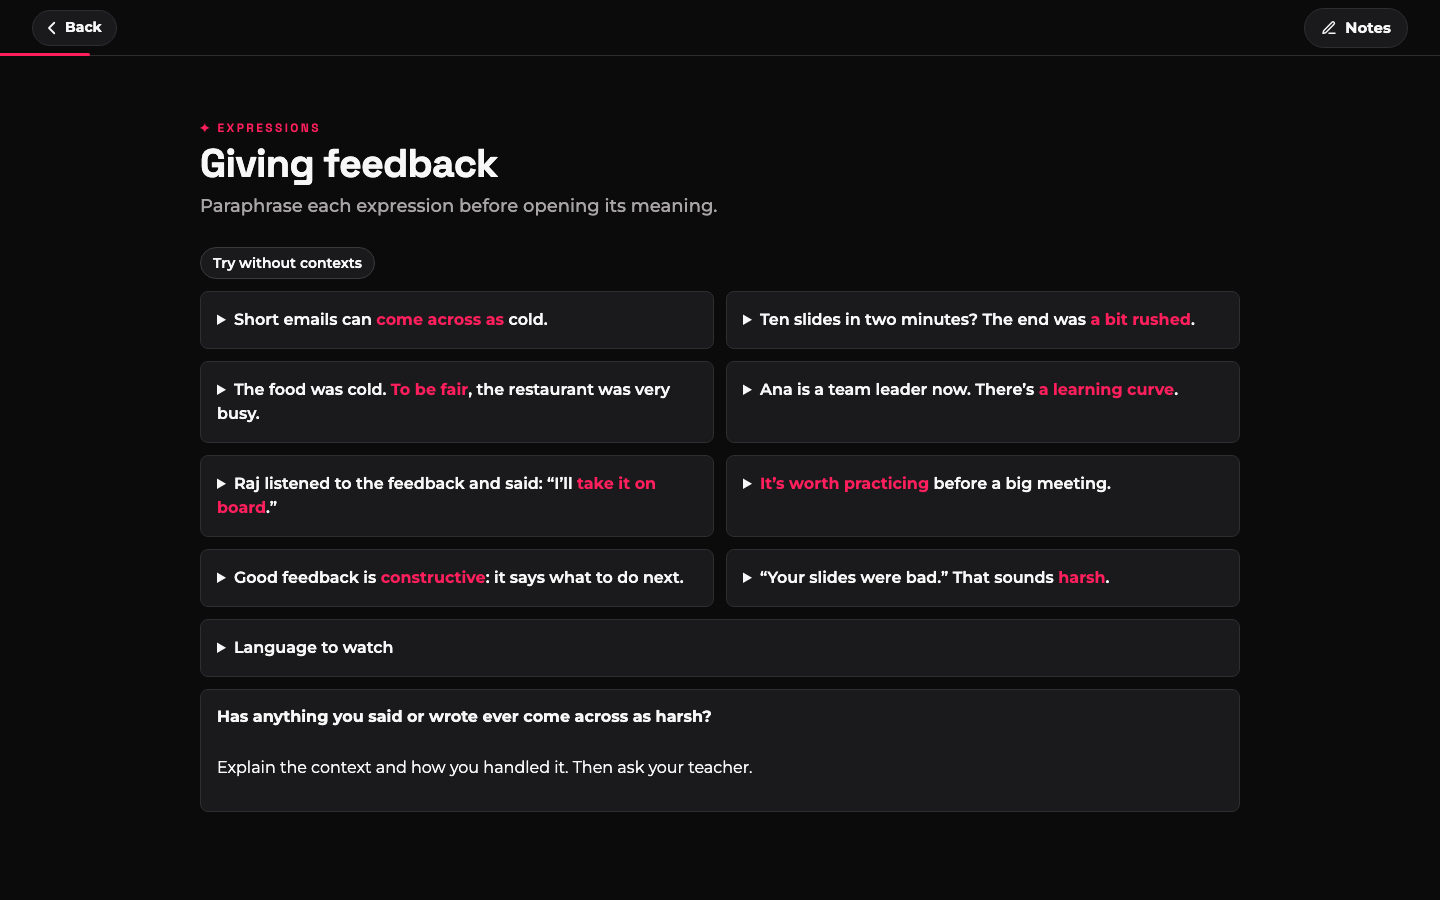 Back
Notes
EXPRESSIONS
Giving feedback
Paraphrase each expression before opening its meaning.
Try without contexts
Short emails can come across as cold.
Ten slides in two minutes? The end was a bit rushed.
The food was cold. To be fair, the restaurant was very
busy.
Ana is a team leader now. There’s a learning curve.
Raj listened to the feedback and said: “I’ll take it on
board.”
It’s worth practicing before a big meeting.
Good feedback is constructive: it says what to do next.
“Your slides were bad.” That sounds harsh.
Language to watch
Has anything you said or wrote ever come across as harsh?
Explain the context and how you handled it. Then ask your teacher.